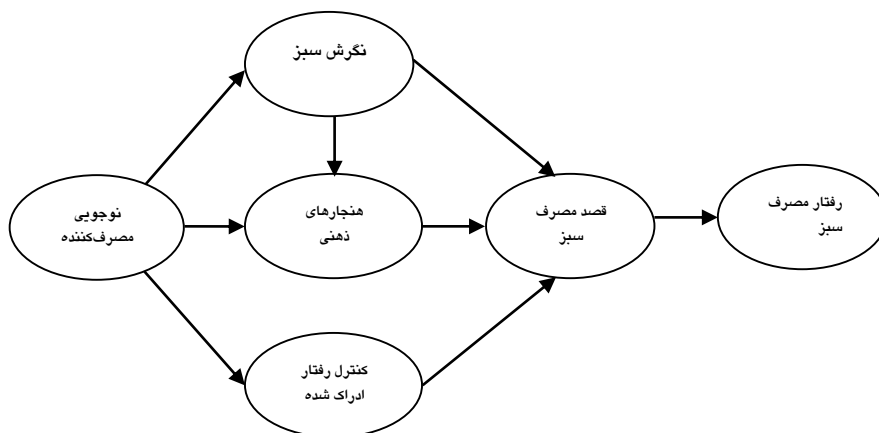 نگرش سبز
نوجویی
مصرف‌کننده
هنجارهای
ذهنی
قصد مصرف
سبز
رفتار مصرف
سبز
کنترل رفتار
ادراک شده